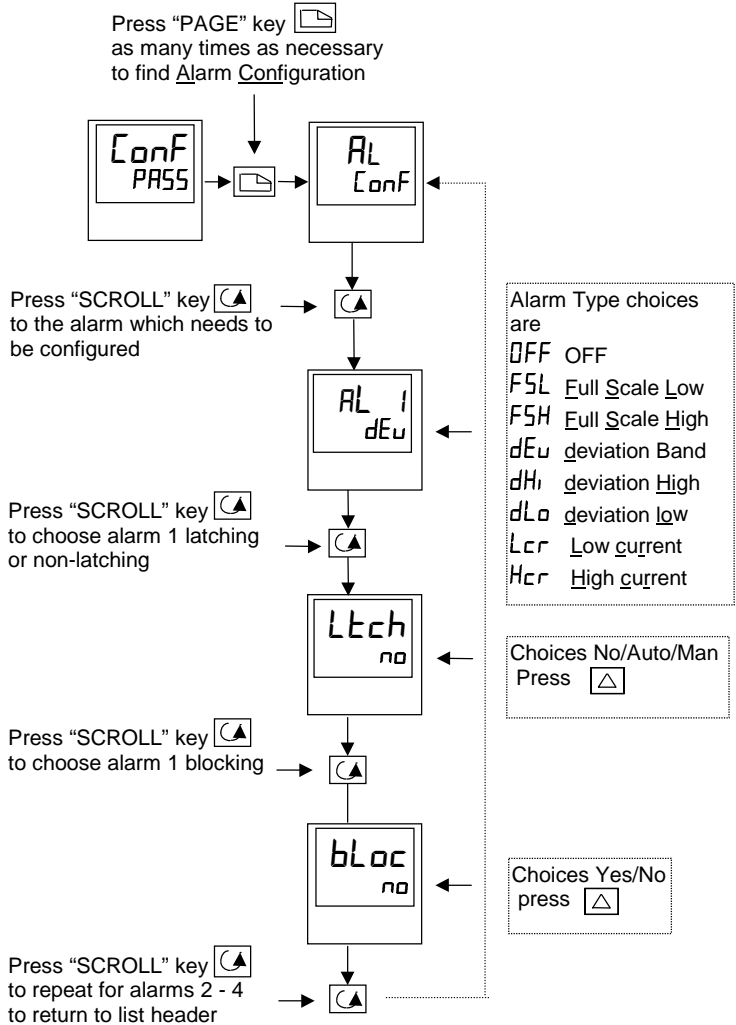 Press “PAGE” key
as many times as necessary
to find Alarm Configuration
ConF
PASS
AL
ConF
Press “SCROLL” key
to the alarm which needs to
be configured
Alarm Type choices
are
OFF OFF
FSL Full Scale Low
FSH Full Scale High
dEv deviation Band
dHi deviation High
dLo deviation low
Lcr Low current
Hcr High current
AL 1
dEv
Press “SCROLL” key
to choose alarm 1 latching
or non-latching
Ltch
no
Choices No/Auto/Man
Press
Press “SCROLL” key
to choose alarm 1 blocking
bLoc
no
Choices Yes/No
press
Press “SCROLL” key
to repeat for alarms 2 - 4
to return to list header